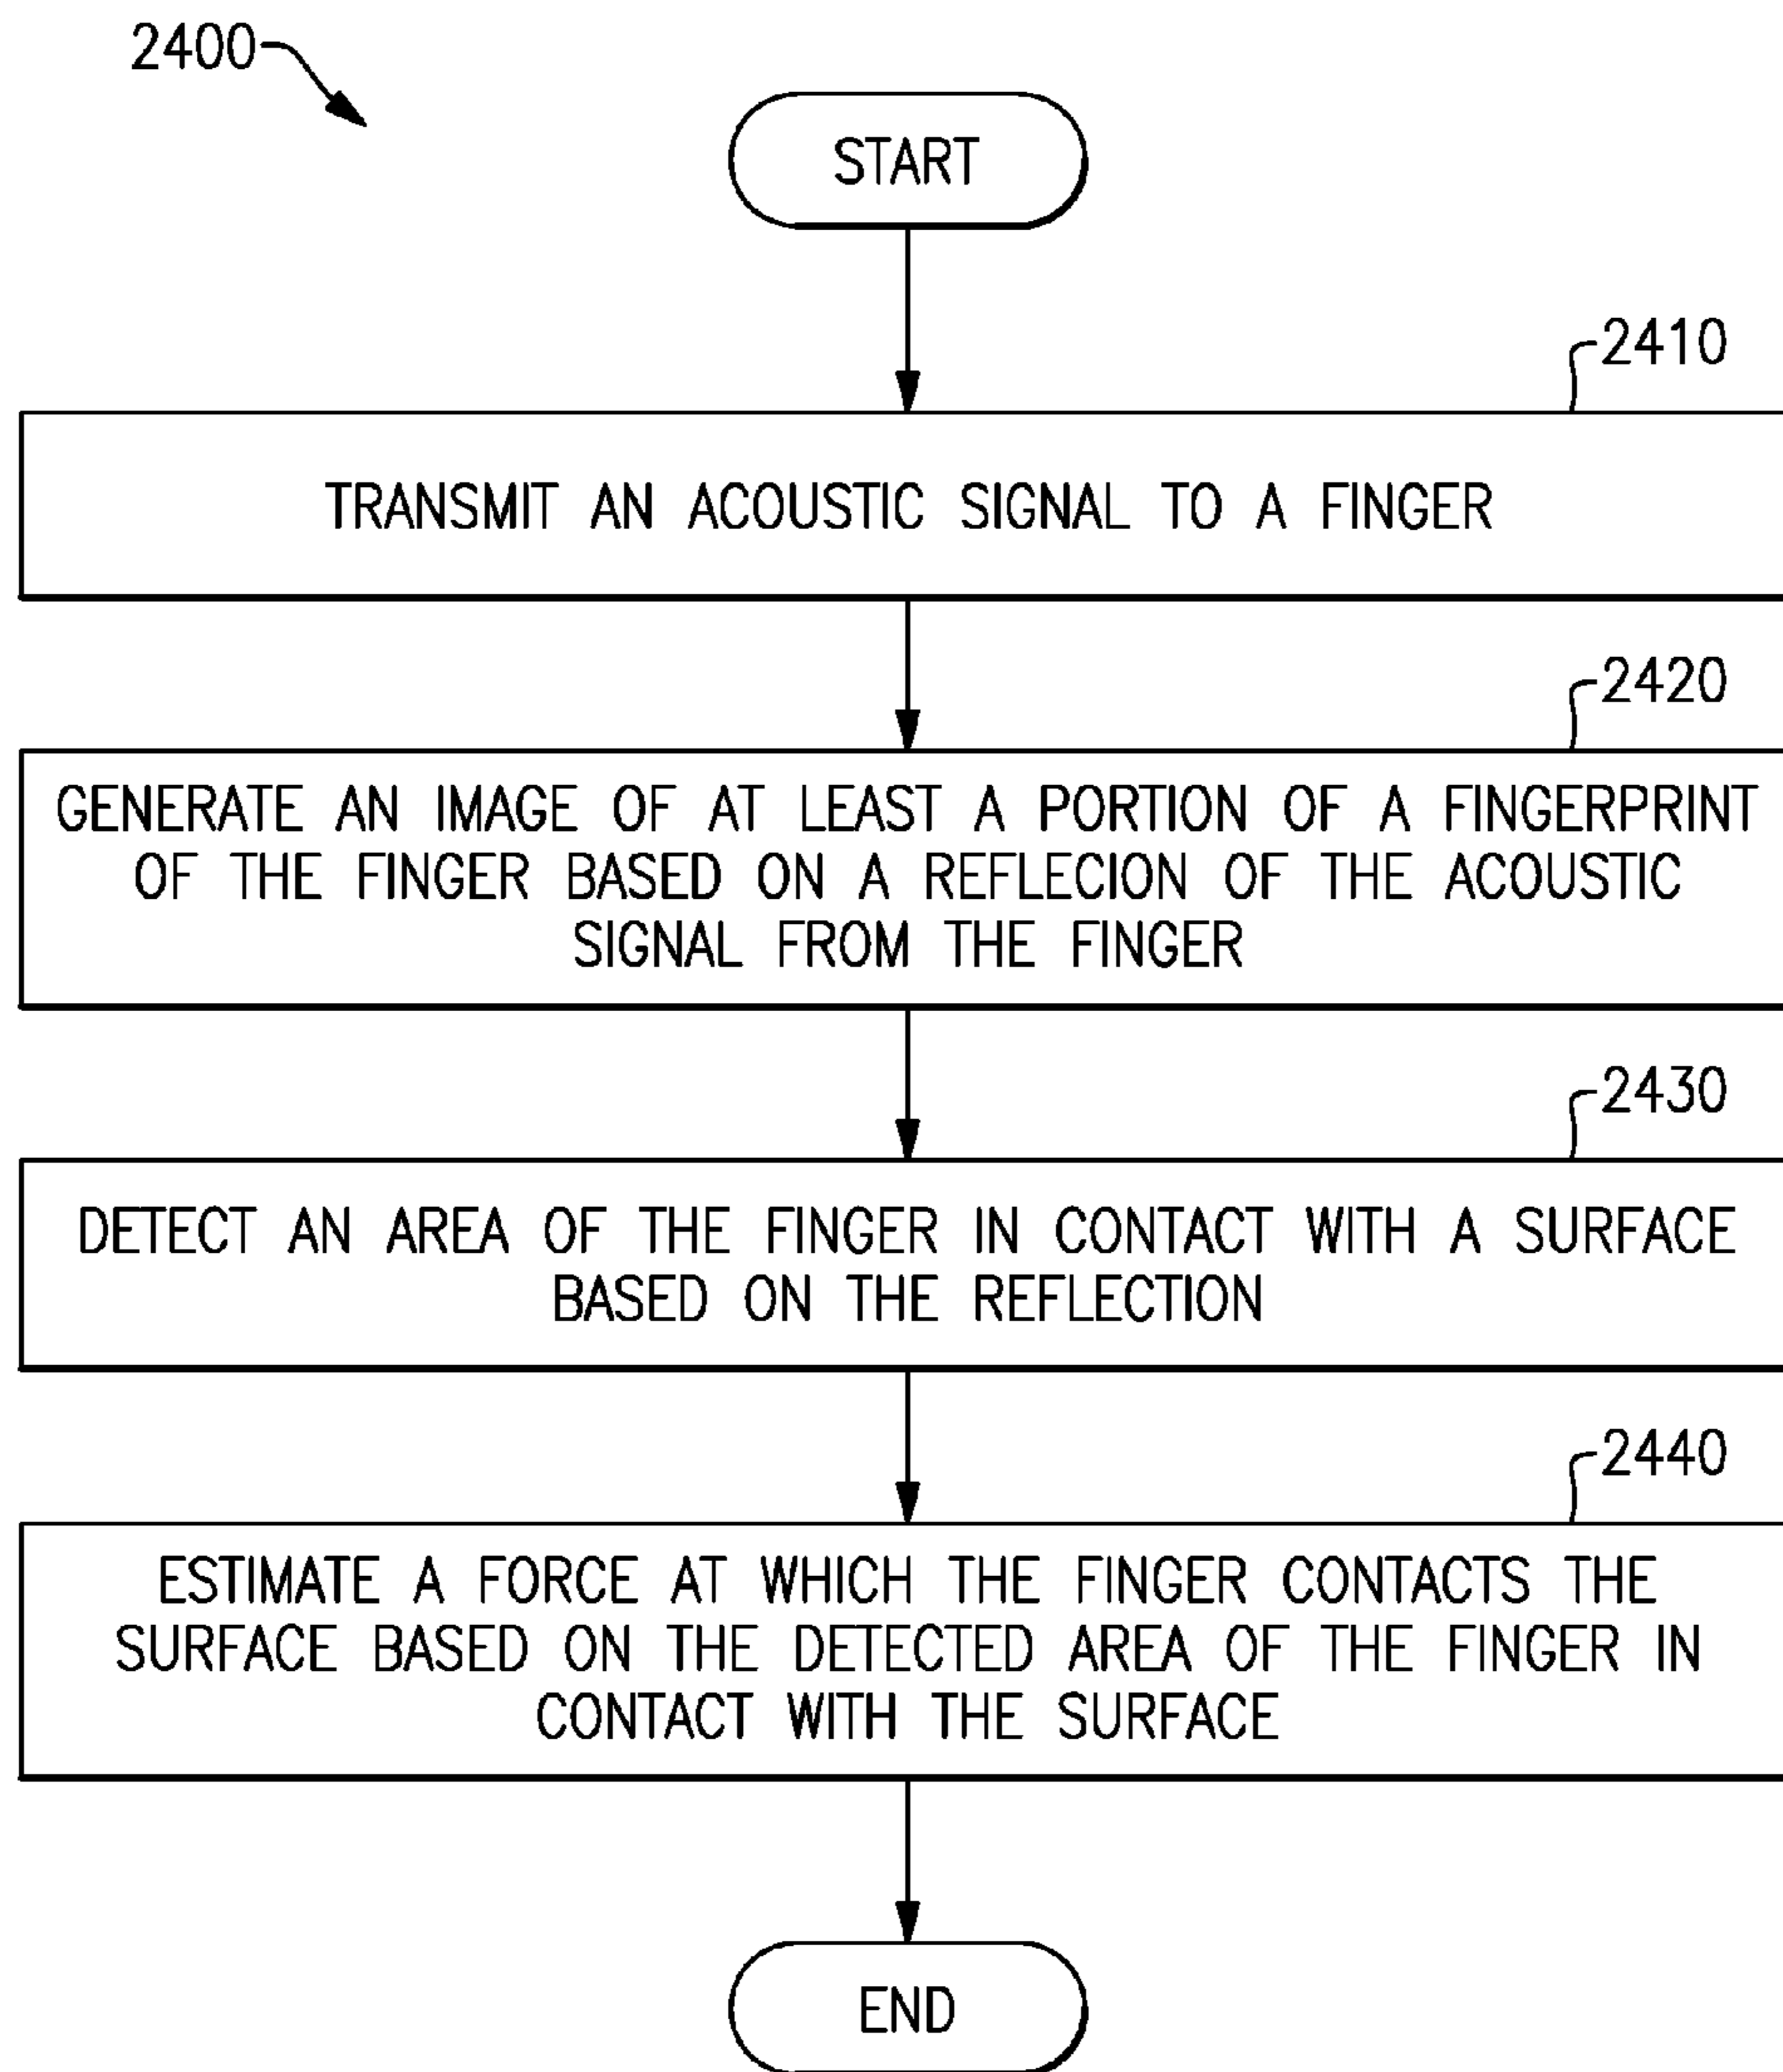 2400
START
2410
TRANSMIT AN ACOUSTIC SIGNAL TO A FINGER
2420
GENERATE AN IMAGE OF AT LEAST A PORTION OF A FINGERPRINT
OF THE FINGER BASED ON A REFLECION OF THE ACOUSTIC
SIGNAL FROM THE FINGER
2430
DETECT AN AREA OF THE FINGER IN CONTACT WITH A SURFACE
BASED ON THE REFLECTION
2440
ESTIMATE A FORCE AT WHICH THE FINGER CONTACTS THE
SURFACE BASED ON THE DETECTED AREA OF THE FINGER IN
CONTACT WITH THE SURFACE
END